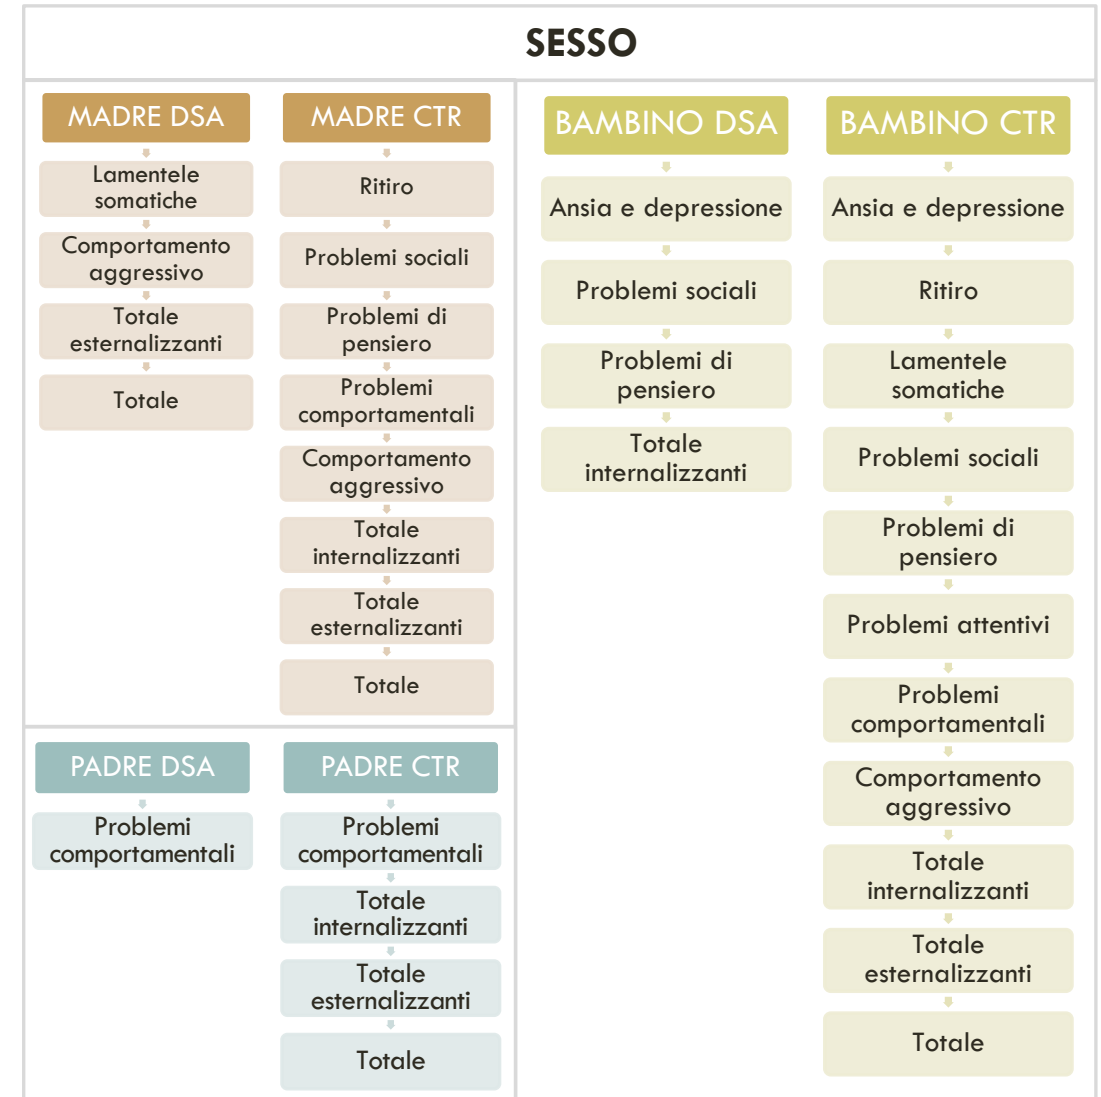 SESSO
MADRE DSA
Lamentele
somatiche
Comportamento
aggressivo
Totale
esternalizzanti
Totale
MADRE CTR
Ritiro
Problemi sociali
Problemi di
pensiero
Problemi
comportamentali
Comportamento
aggressivo
Totale
internalizzanti
Totale
esternalizzanti
Totale
PADRE DSA
Problemi
comportamentali
PADRE CTR
Problemi
comportamentali
Totale
internalizzanti
Totale
esternalizzanti
Totale
BAMBINO DSA
Ansia e depressione
Problemi sociali
Problemi di
pensiero
Totale
internalizzanti
BAMBINO CTR
Ansia e depressione
Ritiro
Lamentele
somatiche
Problemi sociali
Problemi di
pensiero
Problemi attentivi
Problemi
comportamentali
Comportamento
aggressivo
Totale
internalizzanti
Totale
esternalizzanti
Totale